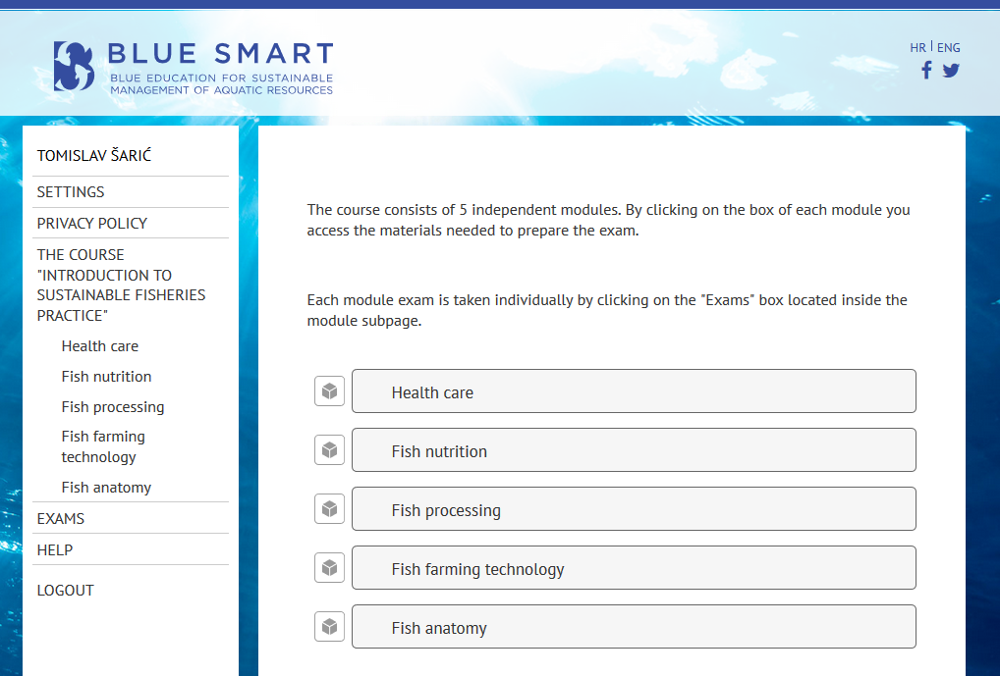 BLUE SMART
BLUE EDUCATION FOR SUSTAINABLE
MANAGEMENT OF AQUATIC RESOURCES
HR | ENG
TOMISLAV ŠARIĆ
SETTINGS
PRIVACY POLICY
THE COURSE
"INTRODUCTION TO
SUSTAINABLE FISHERIES
PRACTICE"
Health care
Fish nutrition
Fish processing
Fish farming
technology
Fish anatomy
EXAMS
HELP
LOGOUT
The course consists of 5 independent modules. By clicking on the box of each module you
access the materials needed to prepare the exam.
Each module exam is taken individually by clicking on the "Exams" box located inside the
module subpage.
Health care
Fish nutrition
Fish processing
Fish farming technology
Fish anatomy